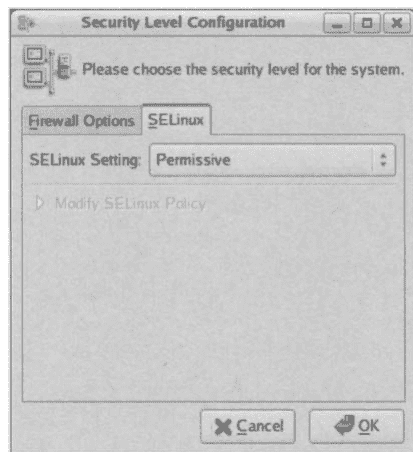 Security Level Configuration
Please choose the security level for the system.
Firewall Options SELinux
SELinux Setting: Permissive
Modify SELinux Policy
Cancel OK